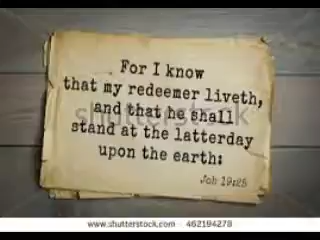 For I know
that my redeemer liveth,
and that he shall
stand at the latterday
upon the earth:
Job 19:25
shutterstock
www.shutterstock.com · 462194278